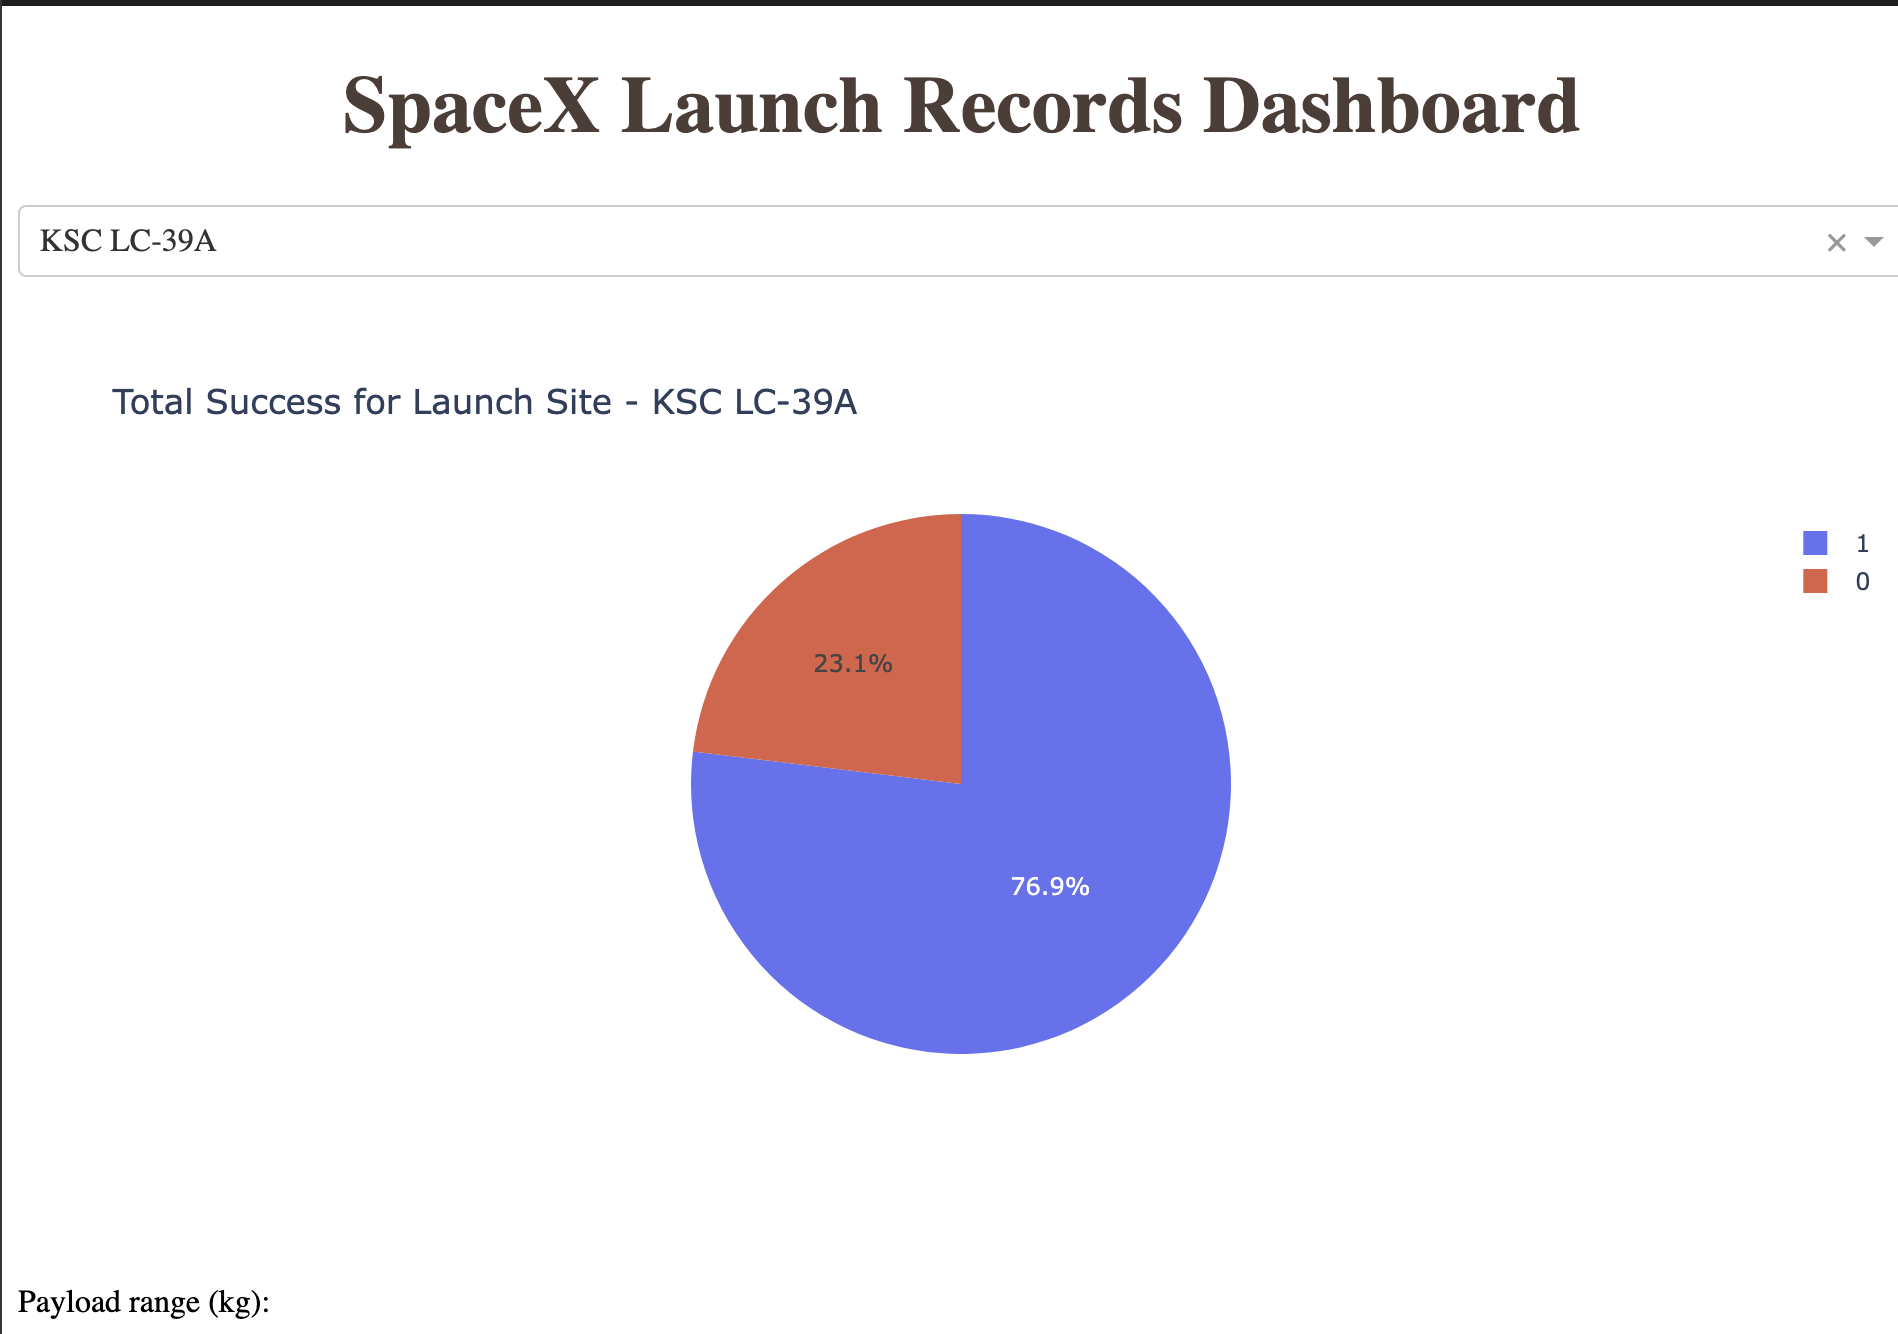 SpaceX Launch Records Dashboard
KSC LC-39A
Total Success for Launch Site - KSC LC-39A
1
0
23.1%
76.9%
Payload range (kg):